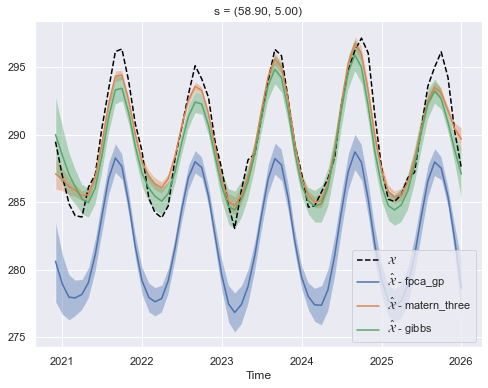 s = (58.90, 5.00)
295
290
285
280
275
𝒳
𝒳̂ - fpca_gp
𝒳̂ - matern_three
𝒳̂ - gibbs
2021 2022 2023 2024 2025 2026
Time